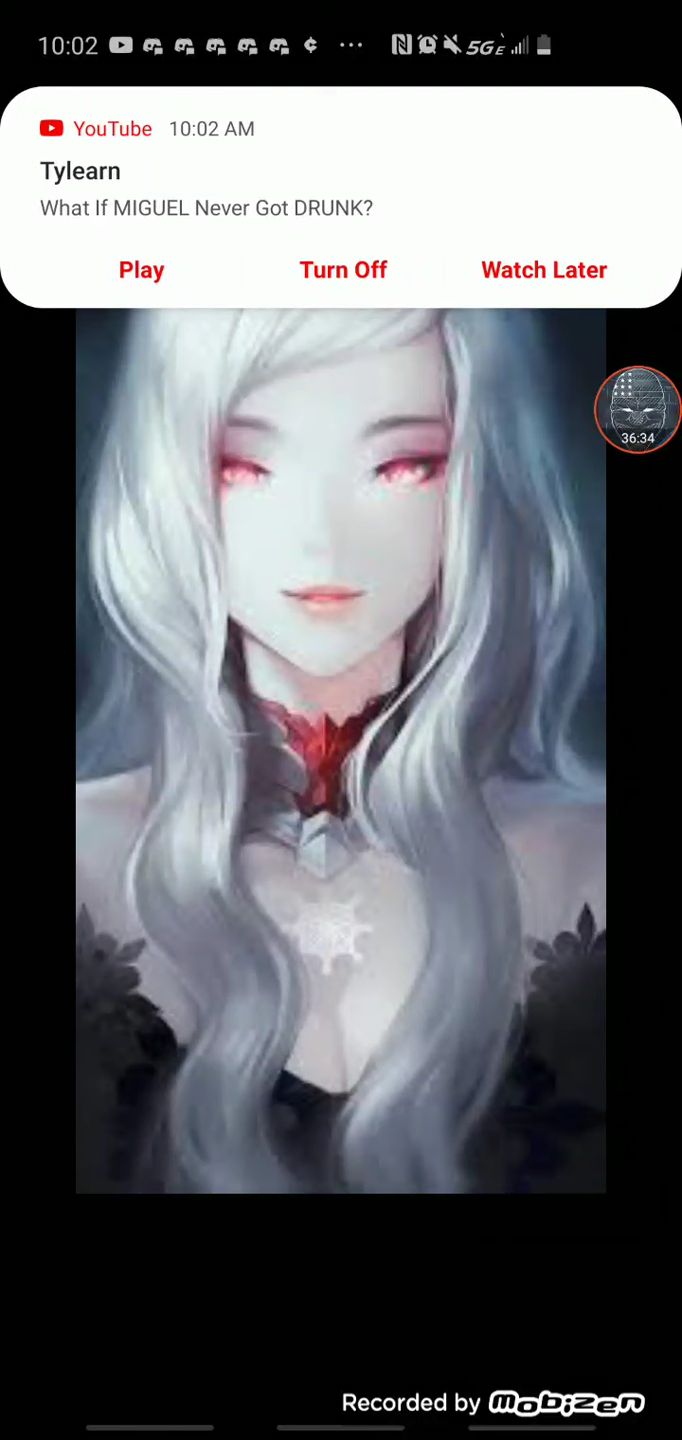 10:02 5GE
YouTube 10:02 AM
Tylearn
What If MIGUEL Never Got DRUNK?
Play Turn Off Watch Later
36:34
Recorded by mobizen